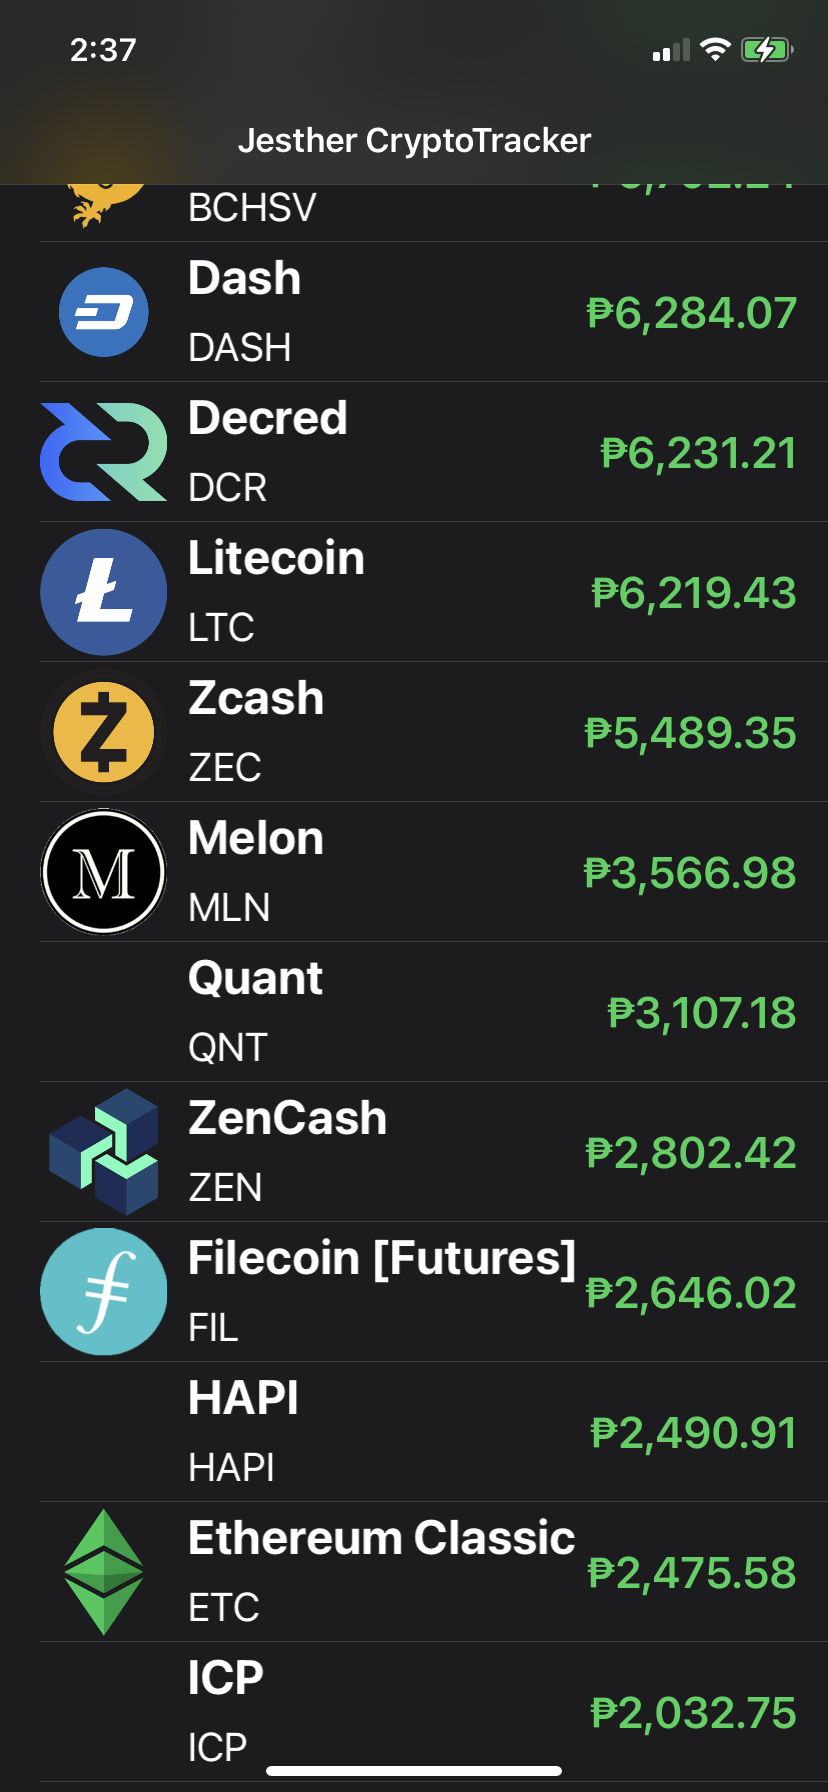 2:37
Jesther CryptoTracker
BCHSV
Dash
DASH
₱6,284.07
Decred
DCR
₱6,231.21
Litecoin
LTC
₱6,219.43
Zcash
ZEC
₱5,489.35
M
Melon
MLN
₱3,566.98
Quant
QNT
₱3,107.18
ZenCash
ZEN
₱2,802.42
Filecoin [Futures]
FIL
₱2,646.02
HAPI
HAPI
₱2,490.91
Ethereum Classic
ETC
₱2,475.58
ICP
ICP
₱2,032.75